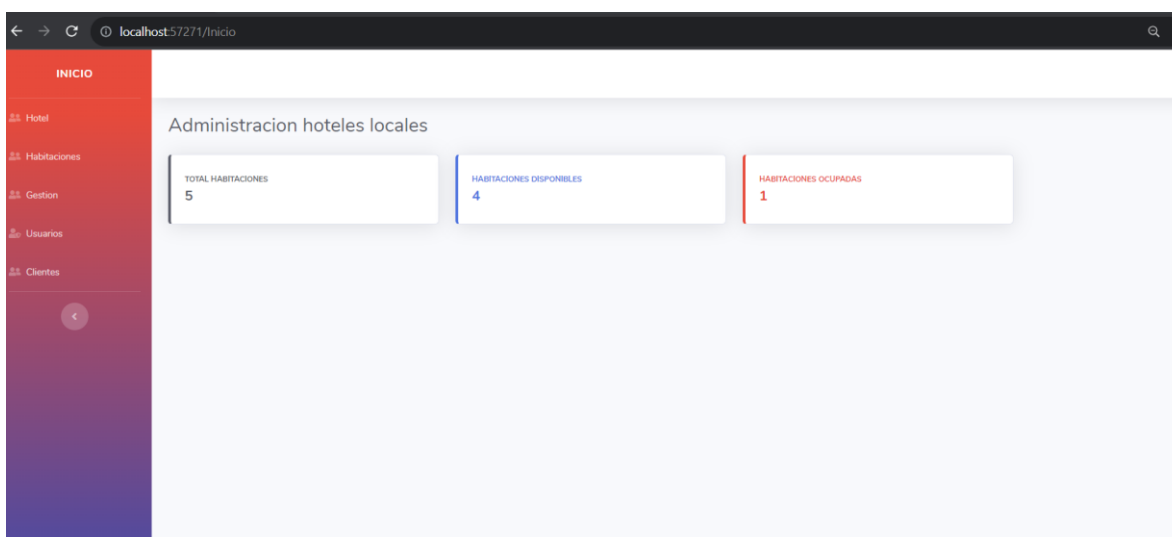 localhost:57271/Inicio
INICIO
Hotel
Habitaciones
Gestion
Usuarios
Clientes
Administracion hoteles locales
TOTAL HABITACIONES
5
HABITACIONES DISPONIBLES
4
HABITACIONES OCUPADAS
1